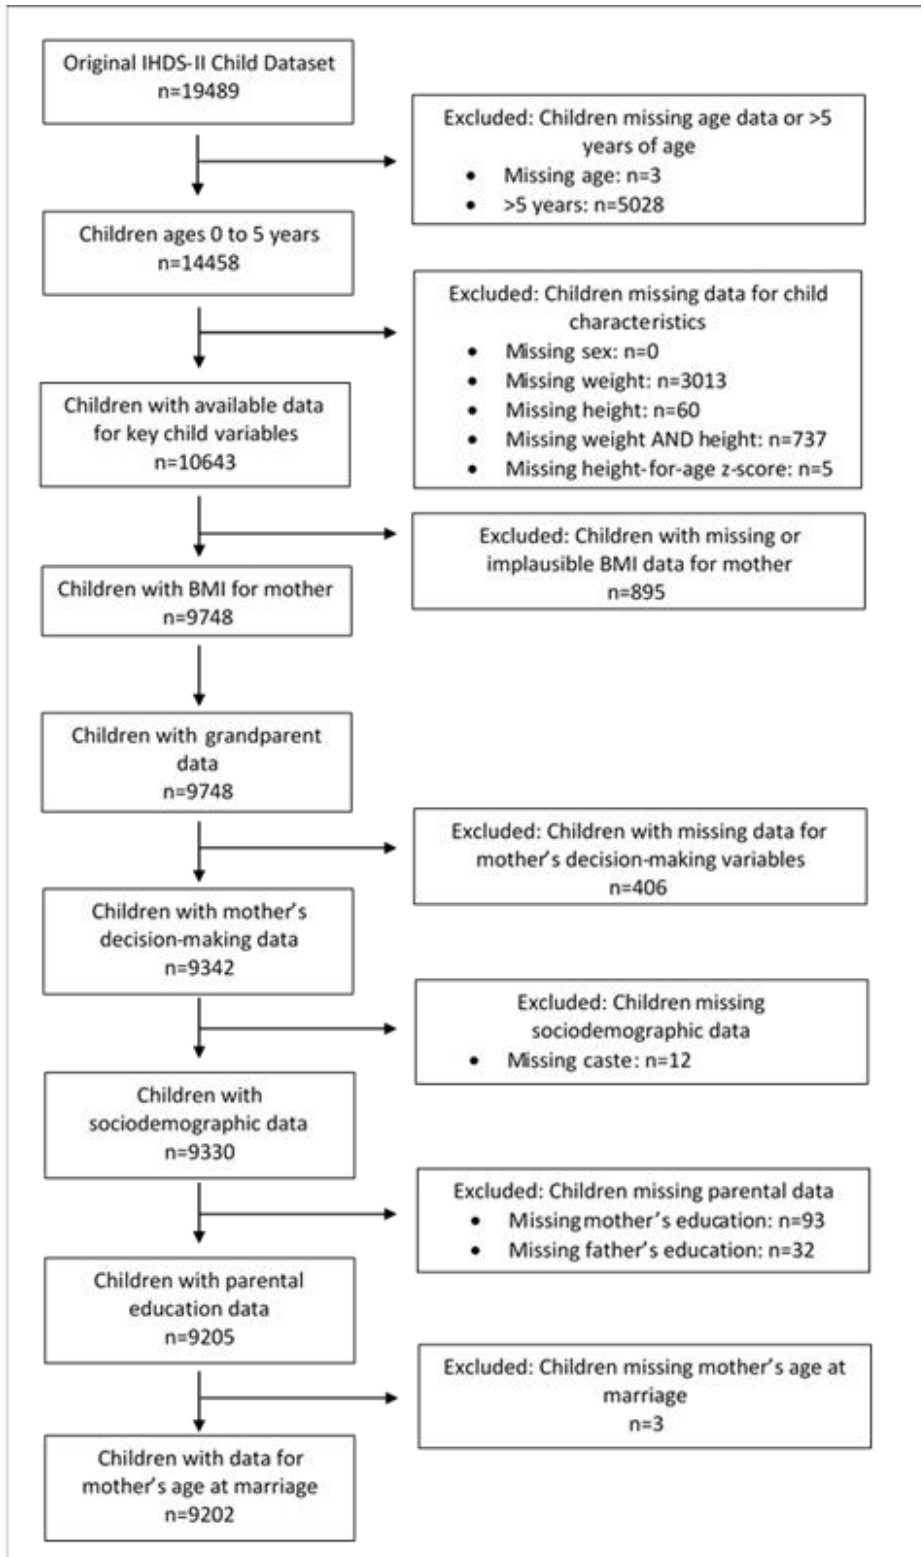 Original IHDS-II Child Dataset
n=19489
Excluded: Children missing age data or >5
years of age
• Missing age: n=3
• >5 years: n=5028
Children ages 0 to 5 years
n=14458
Excluded: Children missing data for child
characteristics
• Missing sex: n=0
• Missing weight: n=3013
• Missing height: n=60
• Missing weight AND height: n=737
• Missing height-for-age z-score: n=5
Children with available data
for key child variables
n=10643
Excluded: Children with missing or
implausible BMI data for mother
n=895
Children with BMI for mother
n=9748
Children with grandparent
data
n=9748
Excluded: Children with missing data for
mother's decision-making variables
n=406
Children with mother's
decision-making data
n=9342
Excluded: Children missing
sociodemographic data
• Missing caste: n=12
Children with
sociodemographic data
n=9330
Excluded: Children missing parental data
• Missing mother's education: n=93
• Missing father's education: n=32
Children with parental
education data
n=9205
Excluded: Children missing mother's age at
marriage
n=3
Children with data for
mother's age at marriage
n=9202